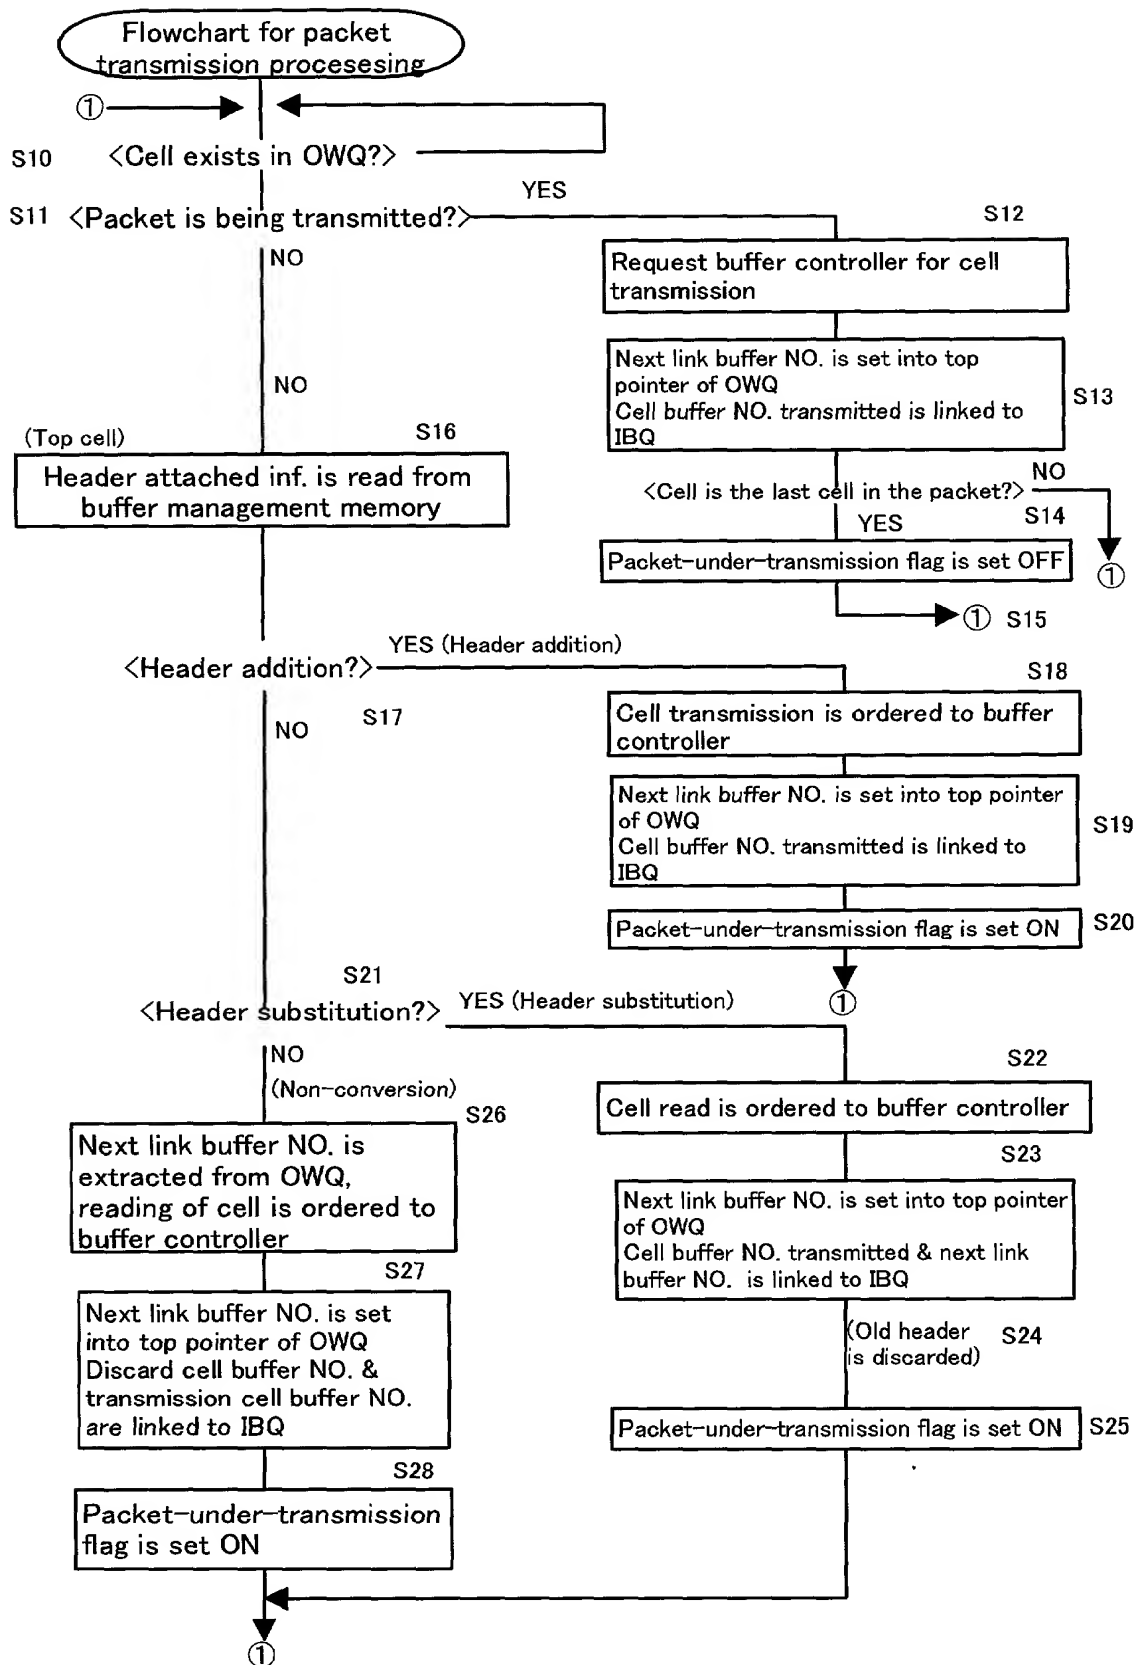 Flowchart for packet
transmission procesesing
①
S10 <Cell exists in OWQ?>
YES
S11 <Packet is being transmitted?>
S12
NO
Request buffer controller for cell
transmission
Next link buffer NO. is set into top
pointer of OWQ
Cell buffer NO. transmitted is linked to
IBQ
S13
NO
(Top cell)
S16
Header attached inf. is read from
buffer management memory
<Cell is the last cell in the packet?>
NO
YES
S14
Packet-under-transmission flag is set OFF
①
① S15
YES (Header addition)
<Header addition?>
S18
S17
NO
Cell transmission is ordered to buffer
controller
Next link buffer NO. is set into top pointer
of OWQ
Cell buffer NO. transmitted is linked to
IBQ
S19
Packet-under-transmission flag is set ON
S20
①
S21
<Header substitution?>
YES (Header substitution)
NO
(Non-conversion)
S22
Cell read is ordered to buffer controller
S26
Next link buffer NO. is
extracted from OWQ,
reading of cell is ordered to
buffer controller
S23
Next link buffer NO. is set into top pointer
of OWQ
Cell buffer NO. transmitted & next link
buffer NO. is linked to IBQ
S27
Next link buffer NO. is set
into top pointer of OWQ
Discard cell buffer NO. &
transmission cell buffer NO.
are linked to IBQ
(Old header
is discarded)
S24
Packet-under-transmission flag is set ON
S25
S28
Packet-under-transmission
flag is set ON
①